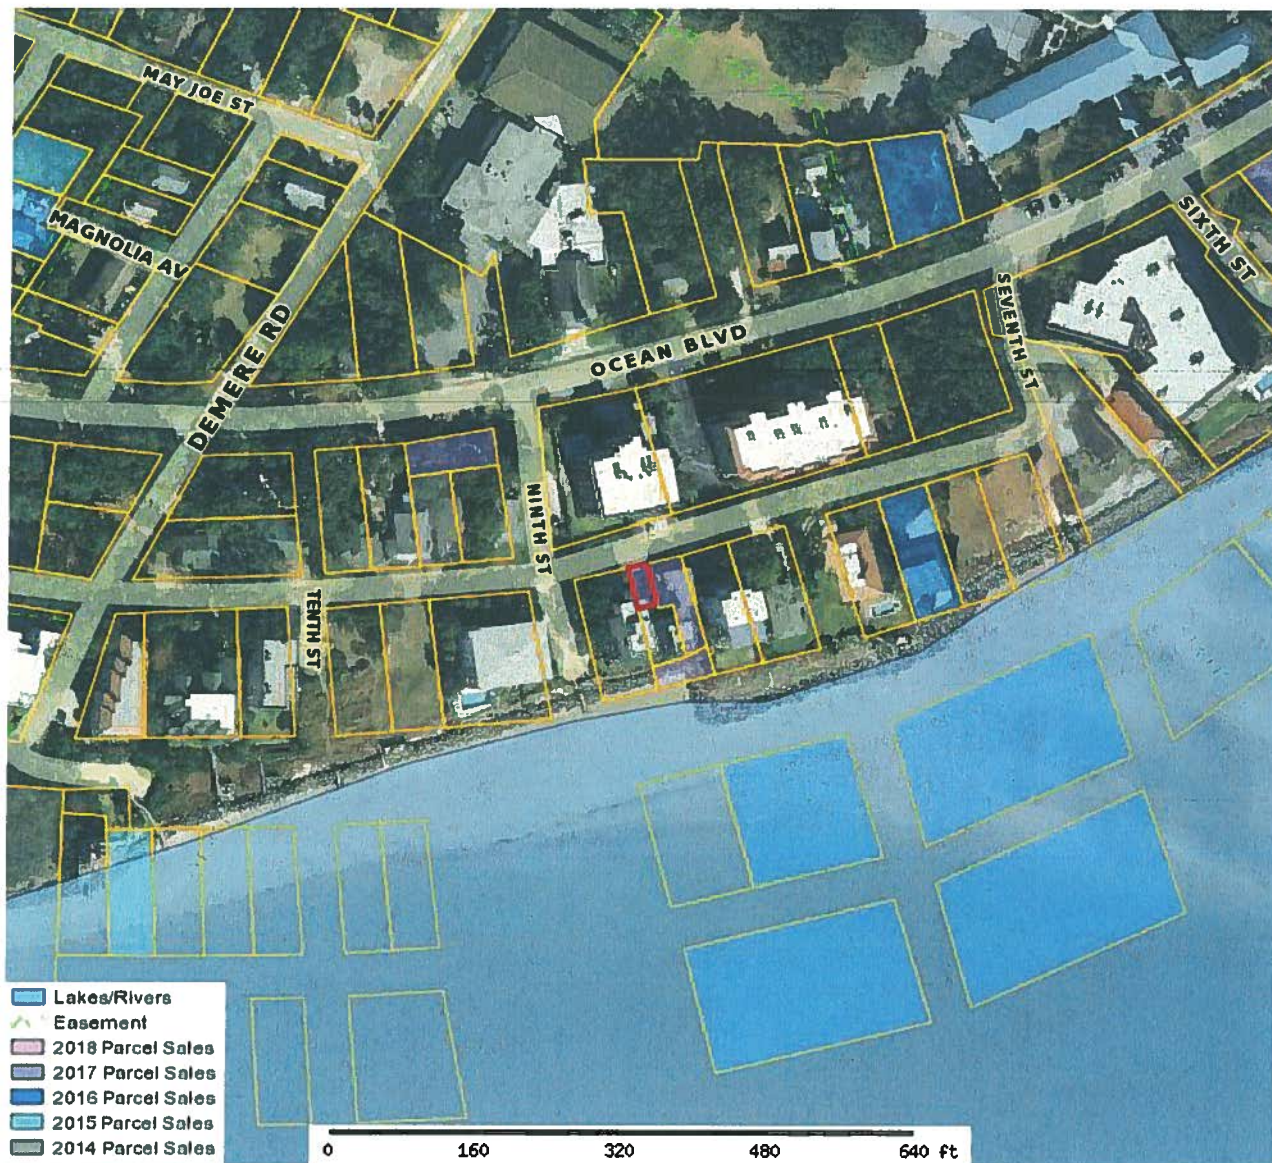 MAY JOE ST
MAGNOLIA AV
DEMERE RD
OCEAN BLVD
SIXTH ST
SEVENTH ST
NINTH ST
TENTH ST
Lakes/Rivers
Easement
2018 Parcel Sales
2017 Parcel Sales
2016 Parcel Sales
2015 Parcel Sales
2014 Parcel Sales
0 160 320 480 640 ft